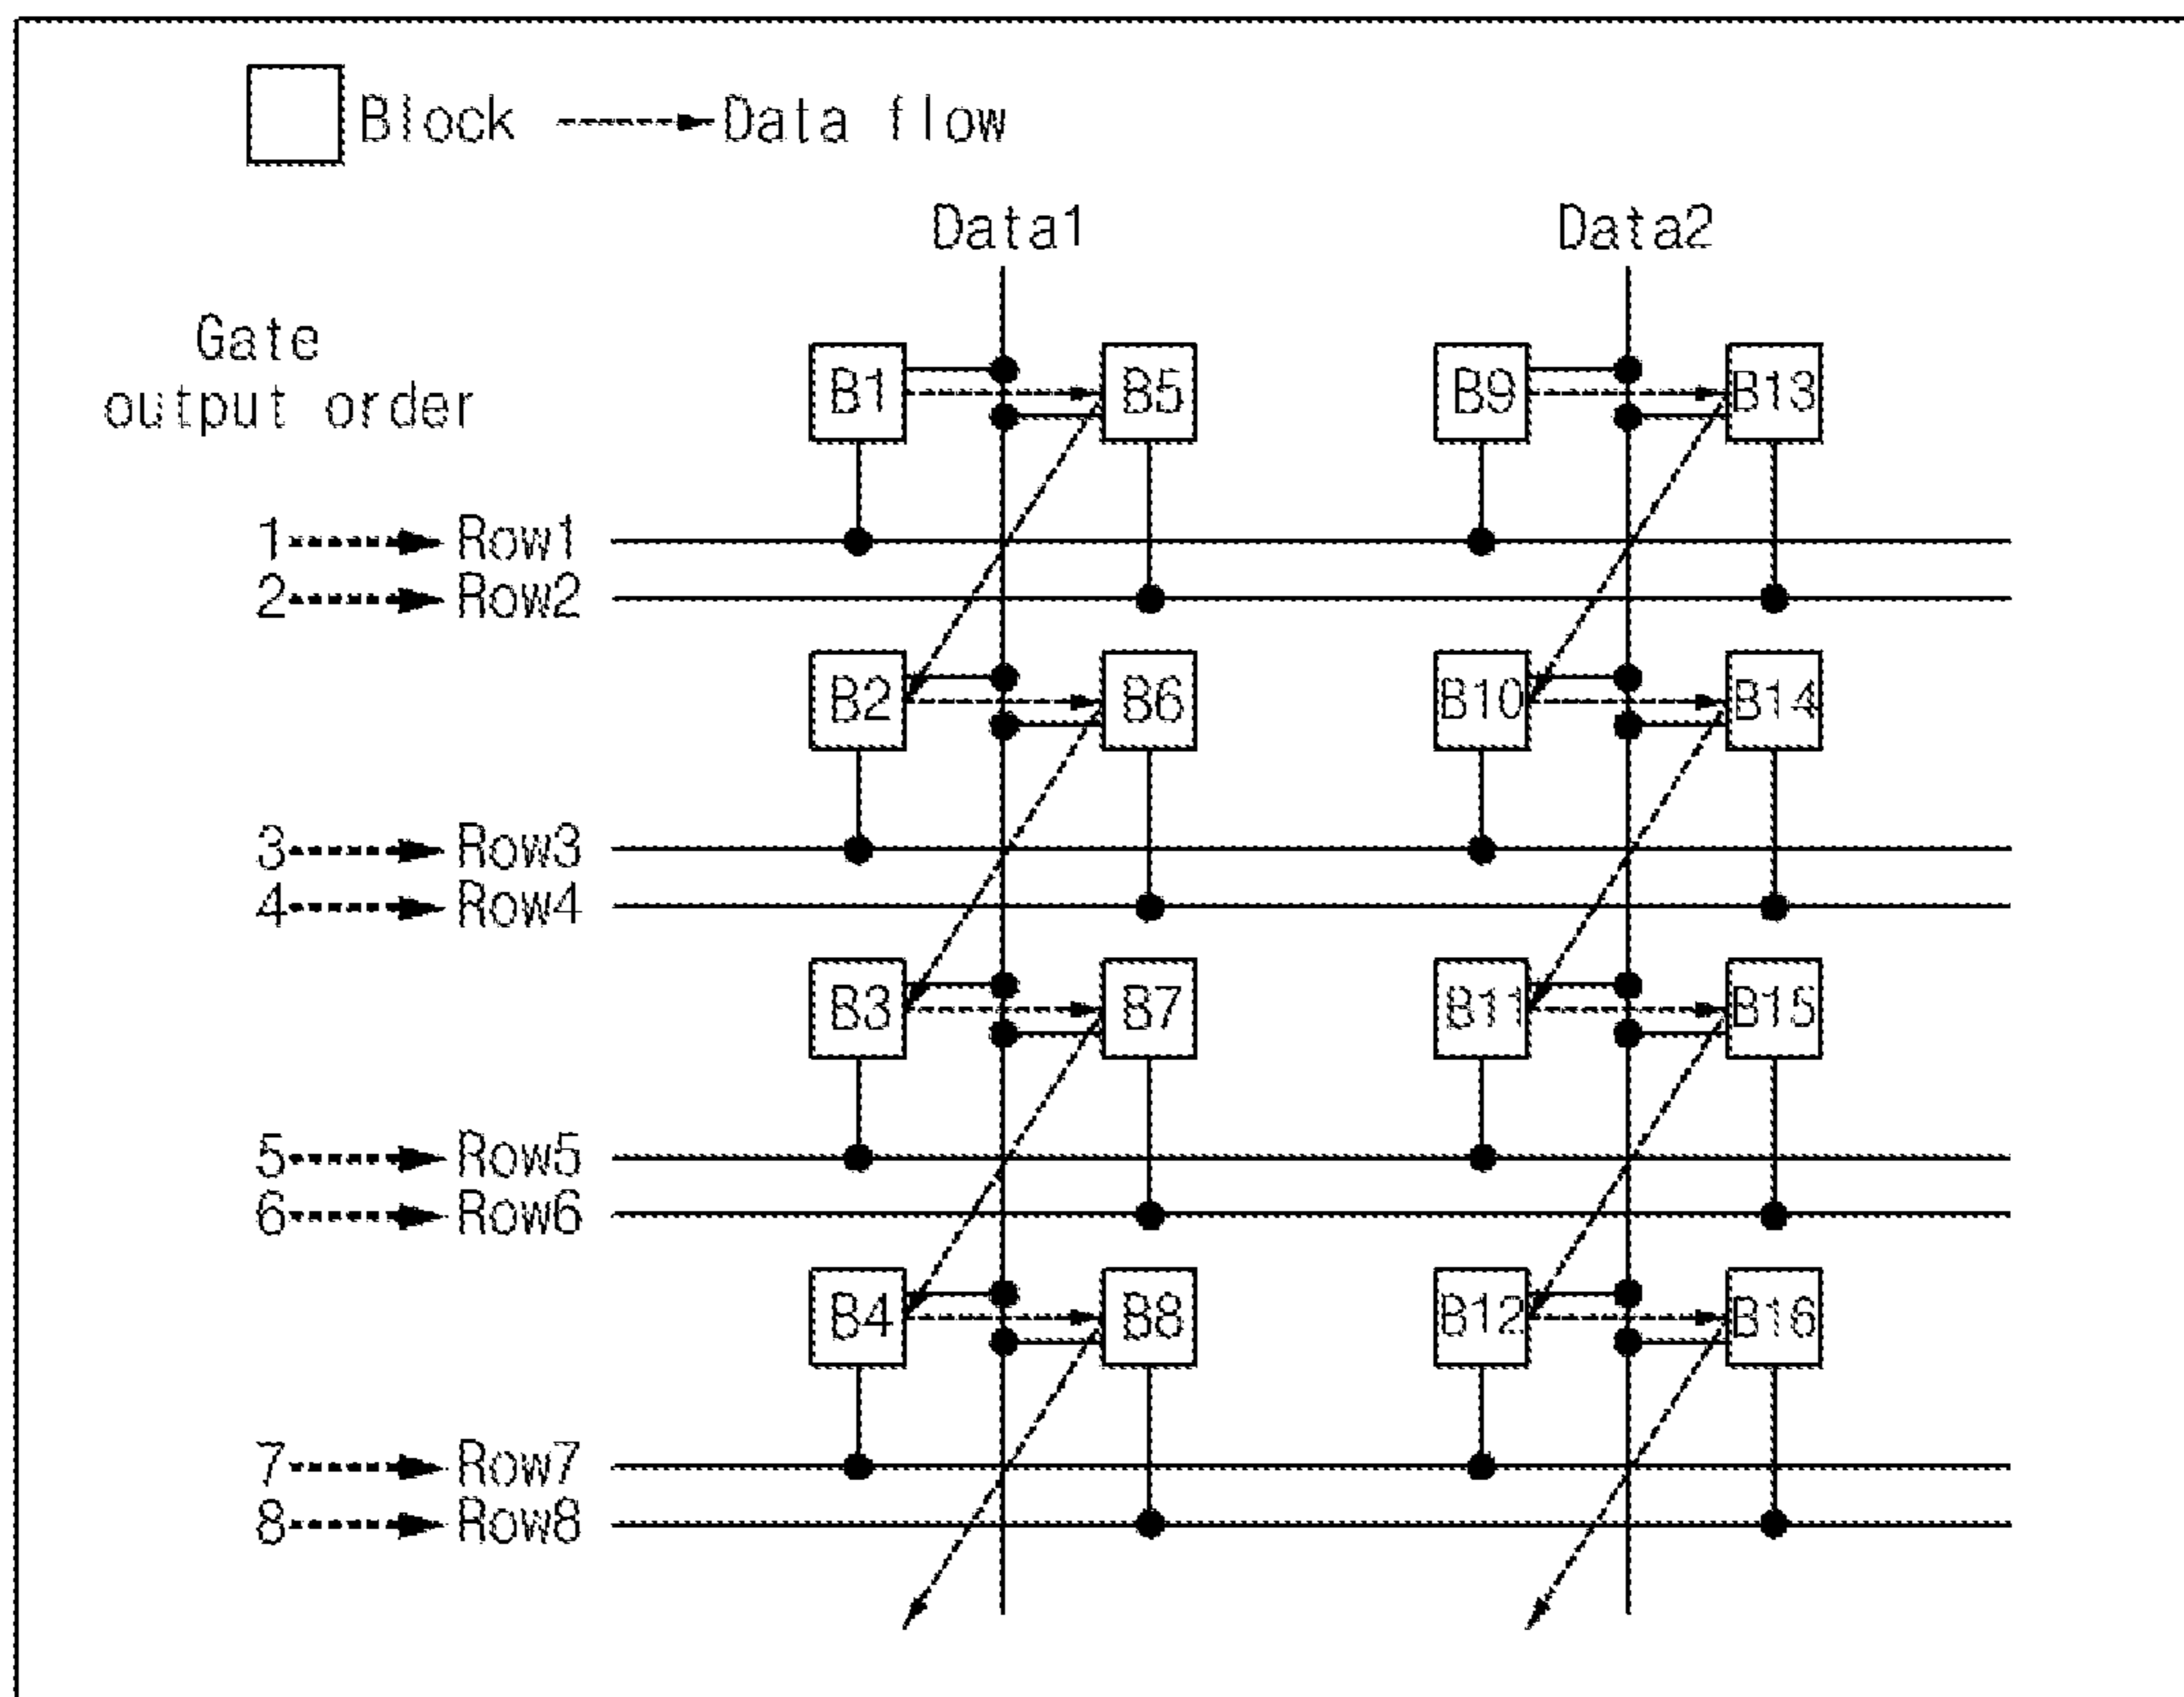 Block Data flow
Data1 Data2
Gate
output order
B1 B5 B9 B13
1 Row1
2 Row2
B2 B6 B10 B14
3 Row3
4 Row4
B3 B7 B11 B15
5 Row5
6 Row6
B4 B8 B12 B16
7 Row7
8 Row8